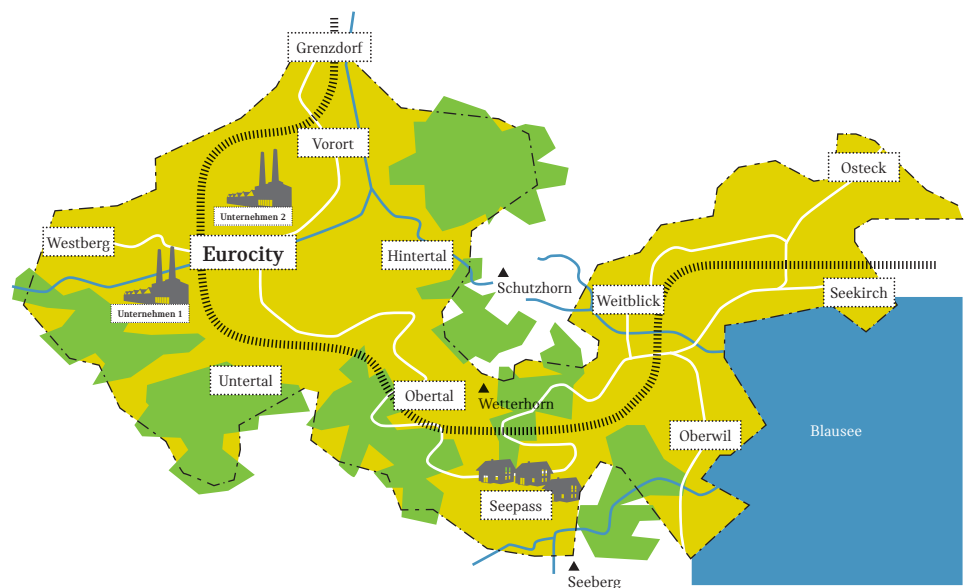 Grenzdorf
Vorort
Osteck
Unternehmen 2
Westberg
Eurocity
Hintertal
Schutzhorn
Weitblick
Seekirch
Unternehmen 1
Untertal
Obertal
Wetterhorn
Oberwil
Blausee
Seepass
Seeberg